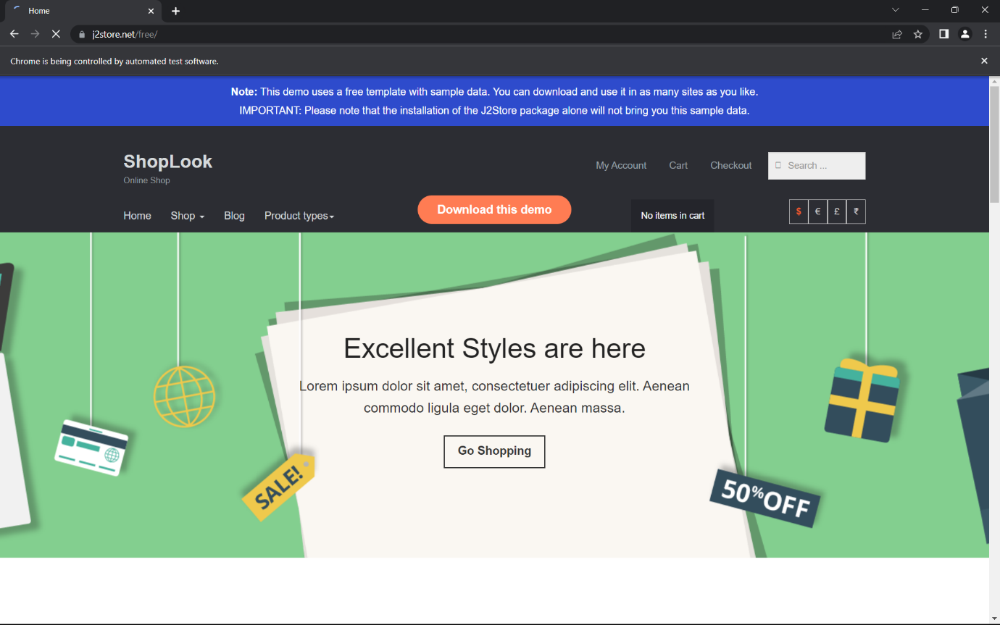 Home
j2store.net/free/
Chrome is being controlled by automated test software.
Note: This demo uses a free template with sample data. You can download and use it in as many sites as you like.
IMPORTANT: Please note that the installation of the J2Store package alone will not bring you this sample data.
ShopLook
Online Shop
My Account
Cart
Checkout
Search ...
Home
Shop
Blog
Product types
Download this demo
No items in cart
$
€
£
₹
Excellent Styles are here
Lorem ipsum dolor sit amet, consectetuer adipiscing elit. Aenean
commodo ligula eget dolor. Aenean massa.
Go Shopping
SALE!
50%OFF